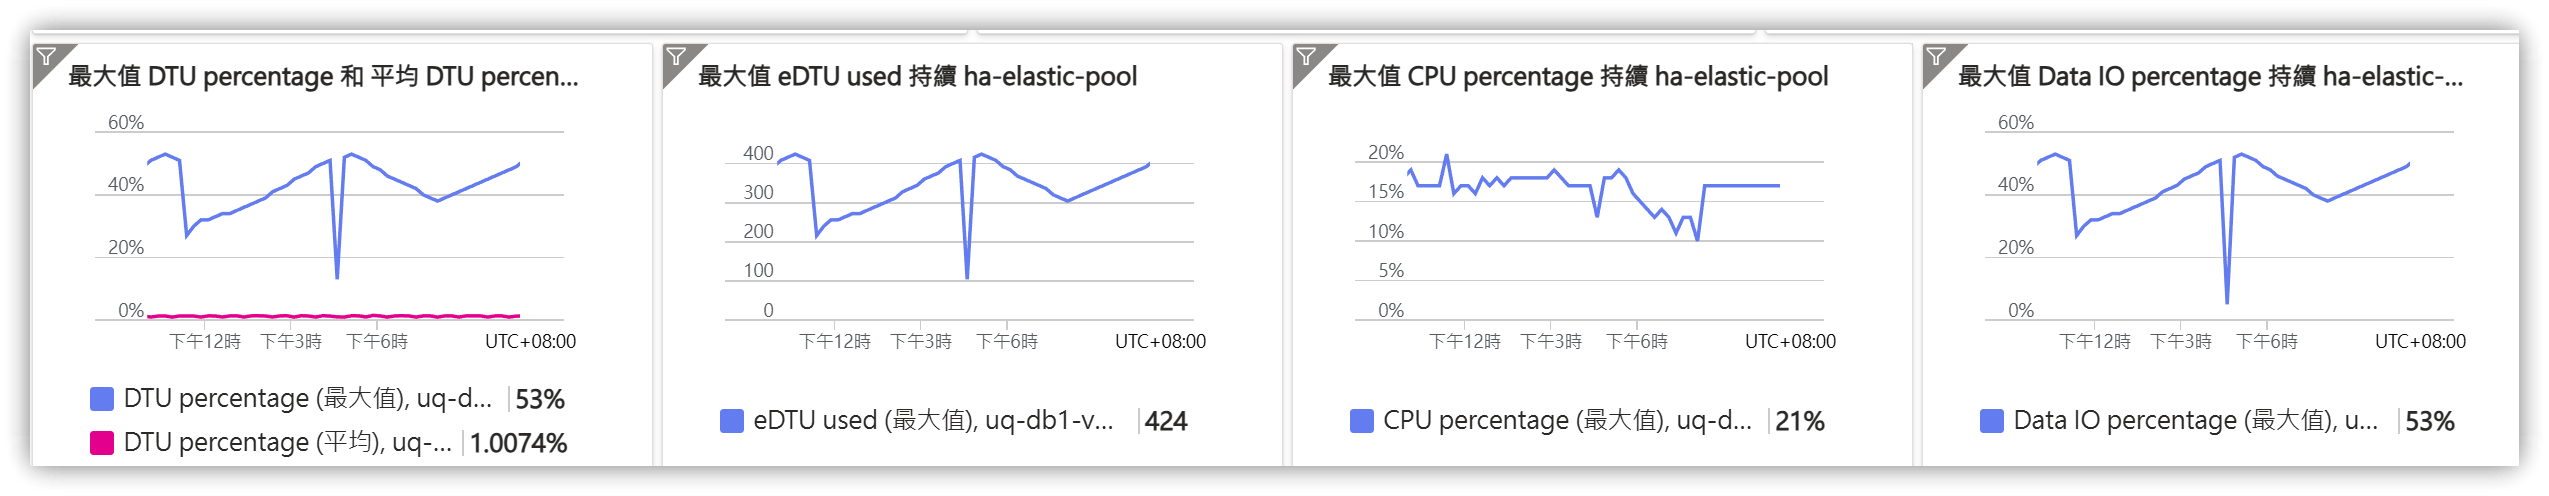 最大值 DTU percentage 和 平均 DTU percen...
60%
40%
20%
0%
下午12時 下午3時 下午6時 UTC+08:00
DTU percentage (最大值), uq-d... 53%
DTU percentage (平均), uq-... 1.0074%
最大值 eDTU used 持續 ha-elastic-pool
400
300
200
100
0
下午12時 下午3時 下午6時 UTC+08:00
eDTU used (最大值), uq-db1-v... 424
最大值 CPU percentage 持續 ha-elastic-pool
20%
15%
10%
5%
0%
下午12時 下午3時 下午6時 UTC+08:00
CPU percentage (最大值), uq-d... 21%
最大值 Data IO percentage 持續 ha-elastic-...
60%
40%
20%
0%
下午12時 下午3時 下午6時 UTC+08:00
Data IO percentage (最大值), u... 53%